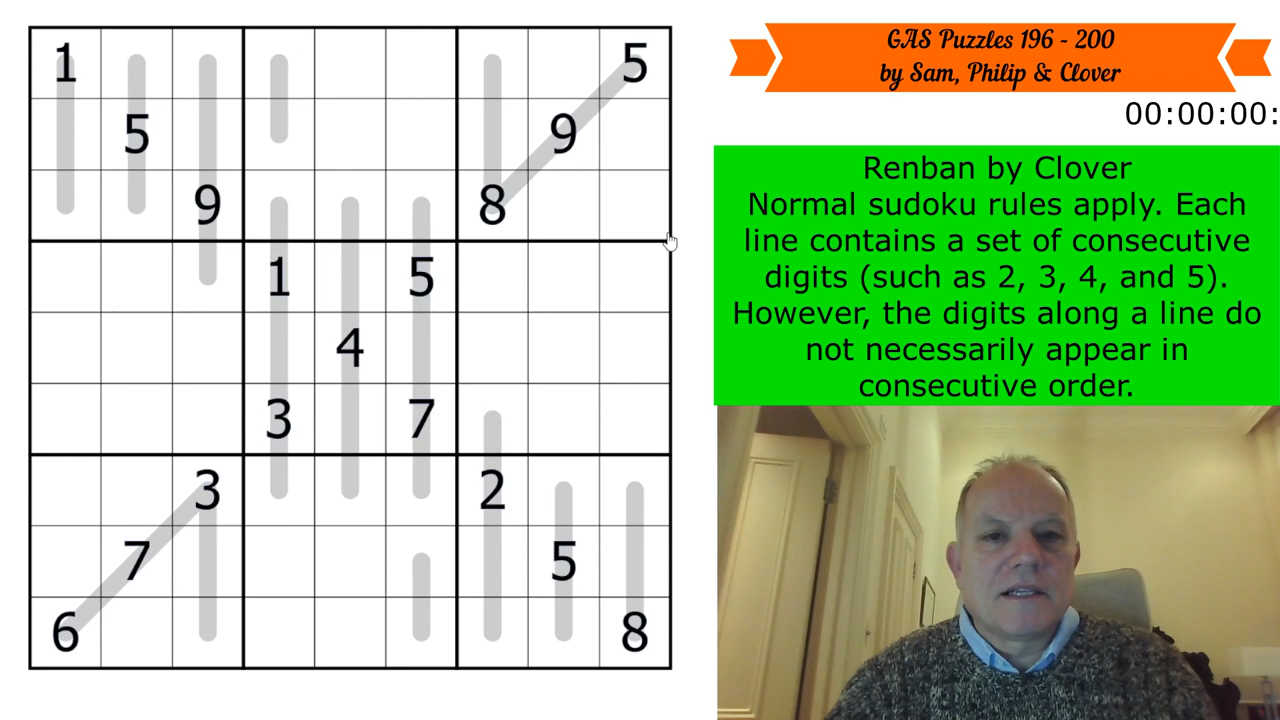 1 5
5 9
9 8
1 5
4
3 7
3 2
7 5
6 8
GAS Puzzles 196 - 200
by Sam, Philip & Clover
00:00:00:
Renban by Clover
Normal sudoku rules apply. Each
line contains a set of consecutive
digits (such as 2, 3, 4, and 5).
However, the digits along a line do
not necessarily appear in
consecutive order.